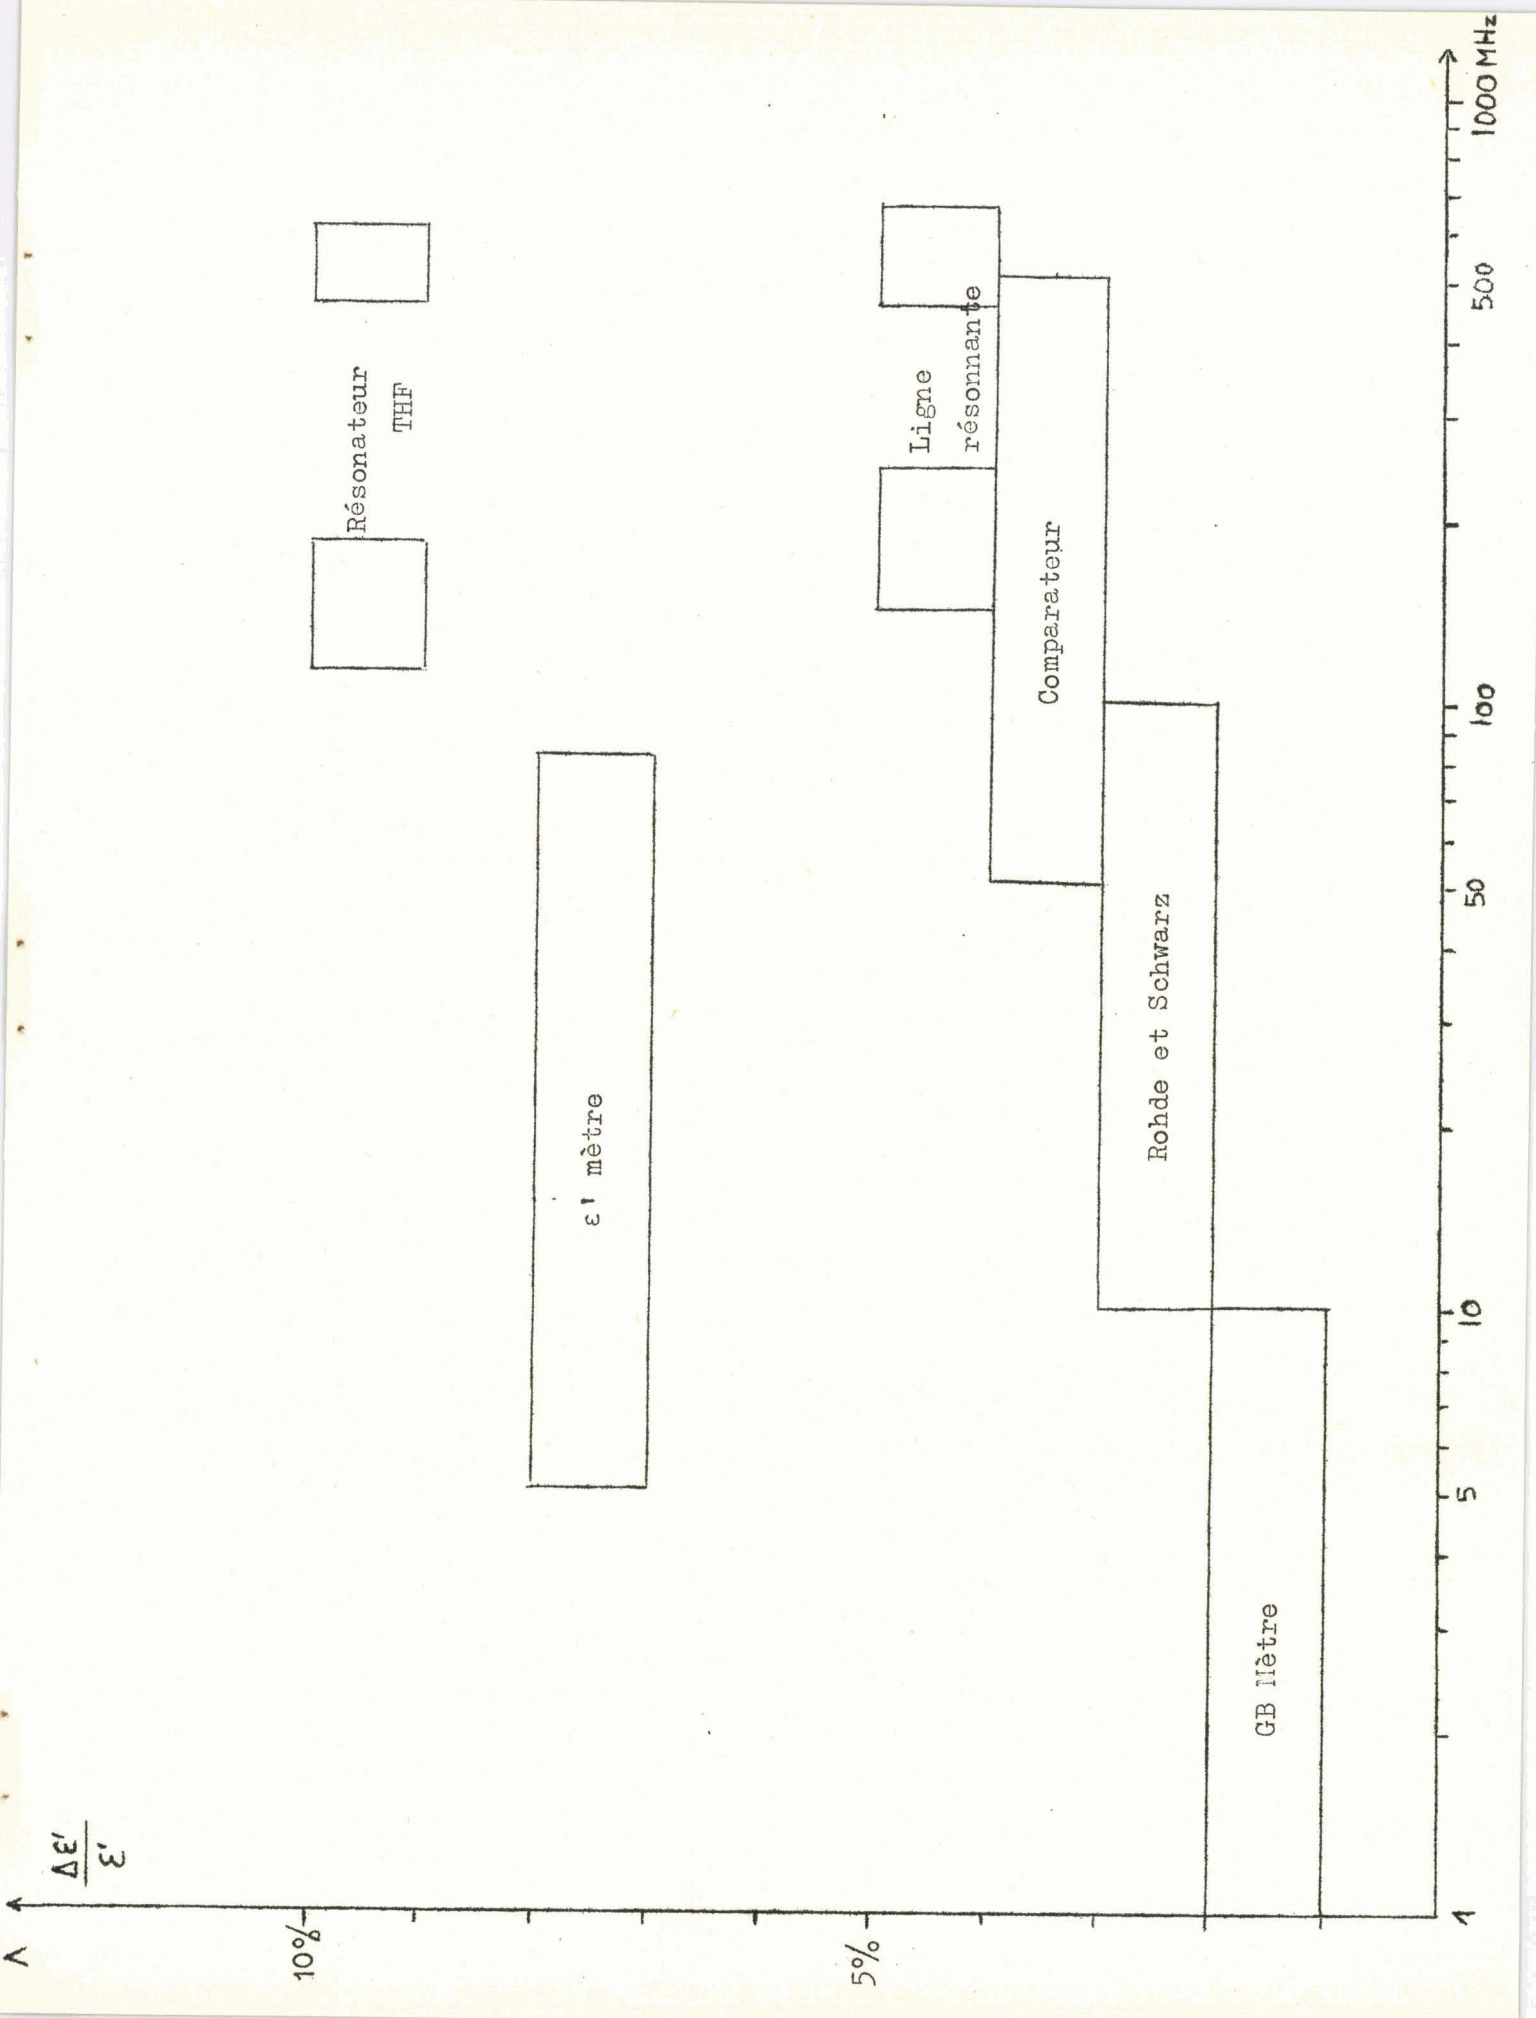 Δε'
ε'
10%
5%
Résonateur
THF
ε' mètre
Ligne
résonnante
Comparateur
Rohde et Schwarz
GB Mètre
1
5
10
50
100
500
1000 MHz